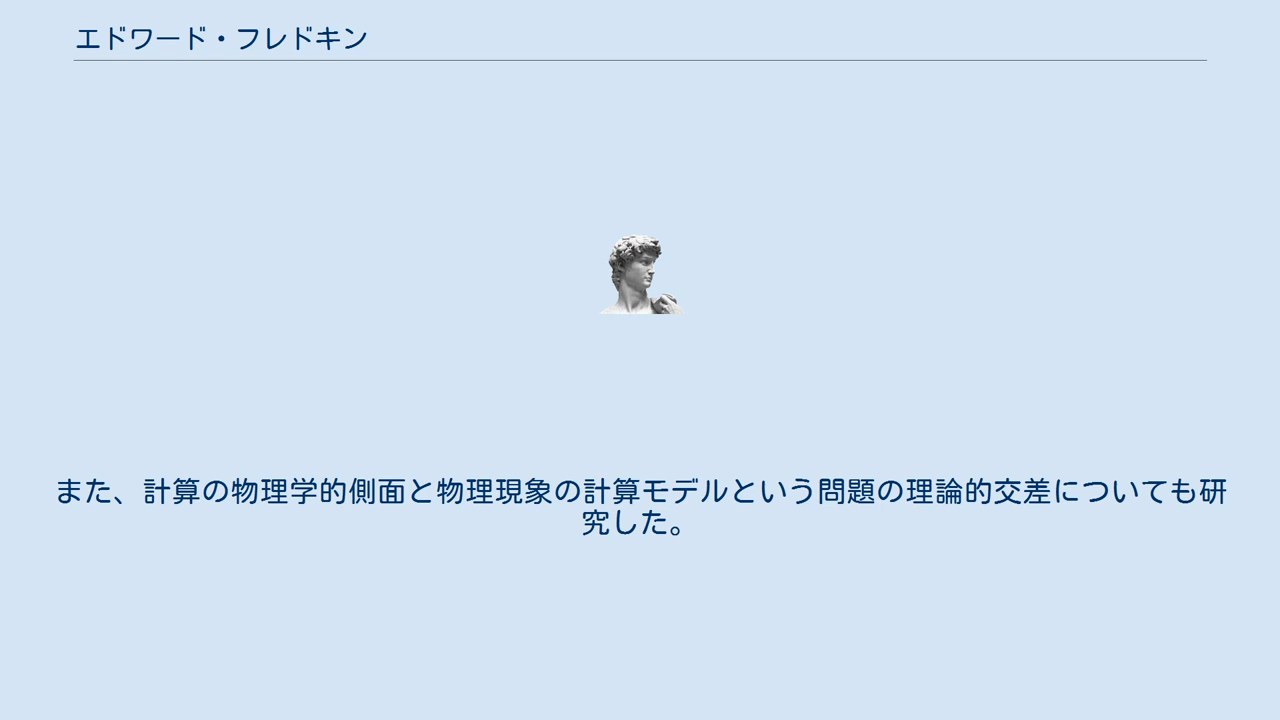 エドワード・フレドキン
また、計算の物理学的側面と物理現象の計算モデルという問題の理論的交差についても研
究した。